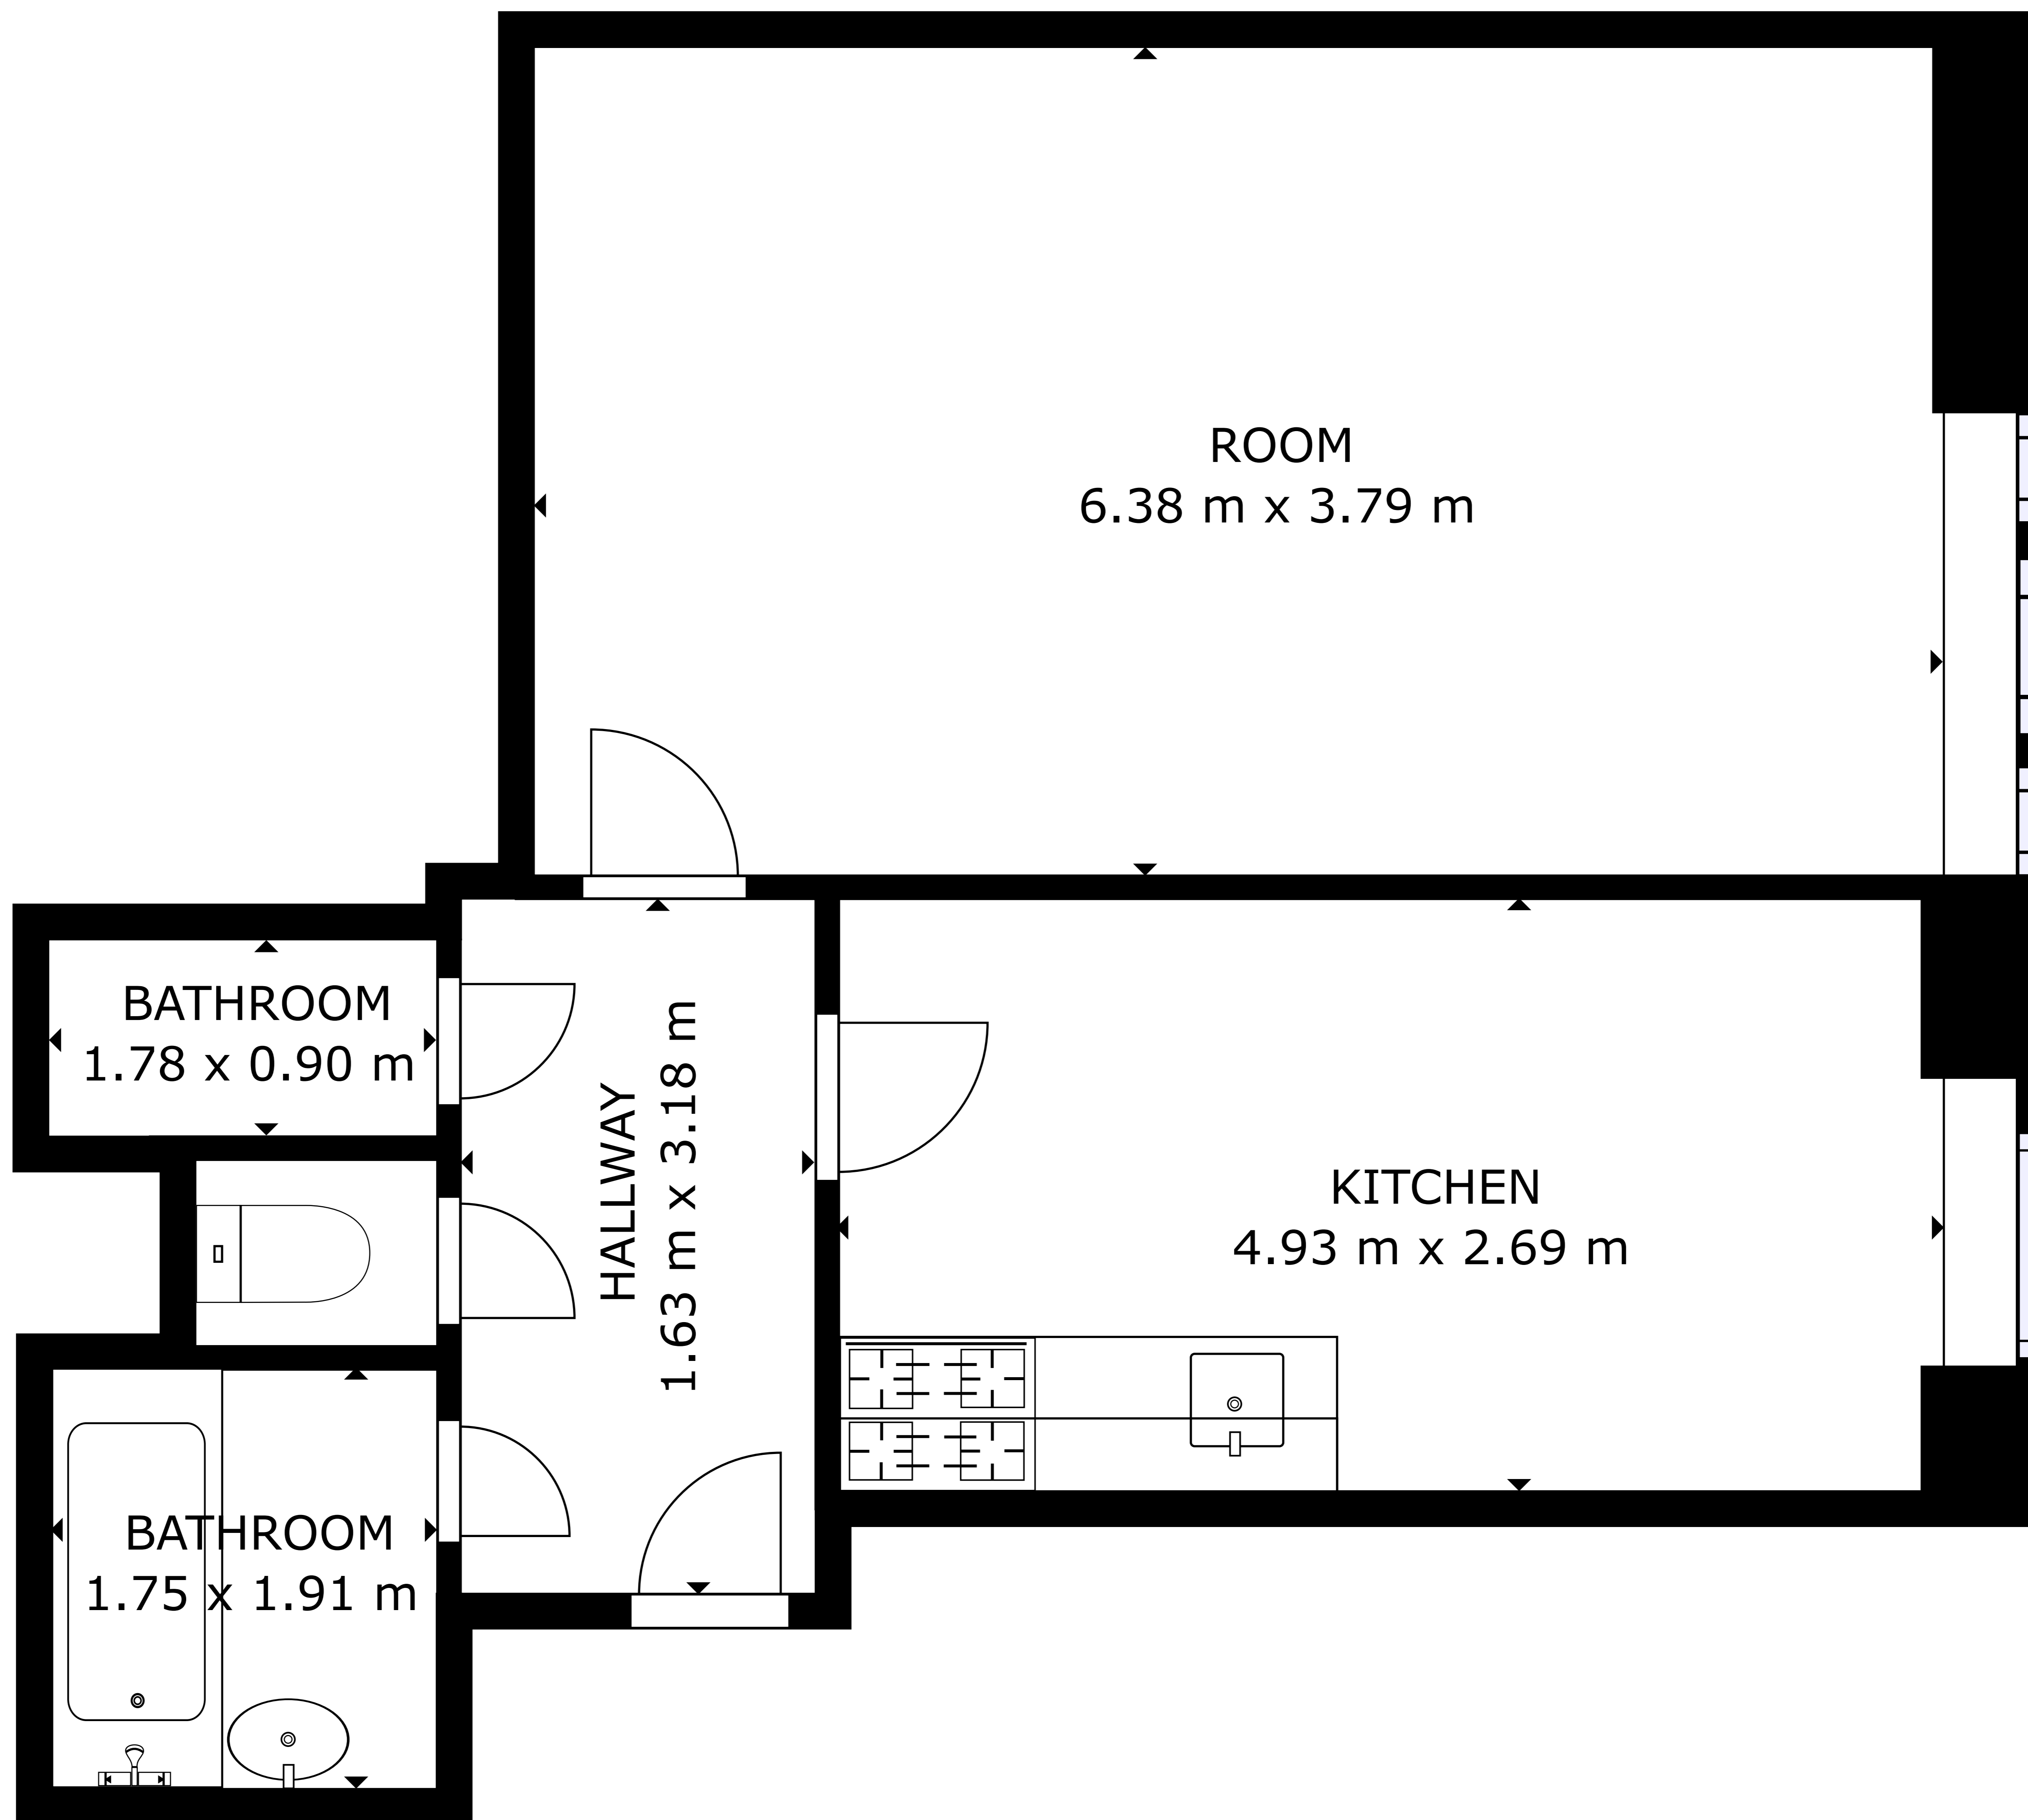 ROOM
6.38 m x 3.79 m
BATHROOM
1.78 x 0.90 m
HALLWAY
1.63 m x 3.18 m
KITCHEN
4.93 m x 2.69 m
BATHROOM
1.75 x 1.91 m